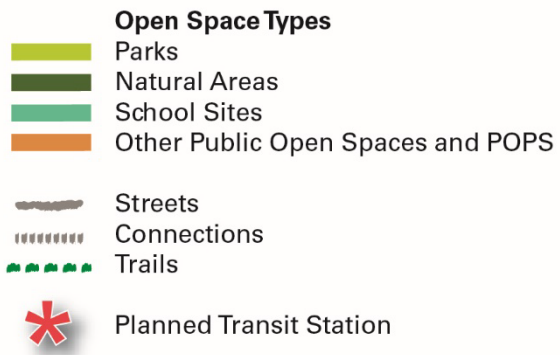 Open Space Types
Parks
Natural Areas
School Sites
Other Public Open Spaces and POPS
Streets
Connections
Trails
Planned Transit Station